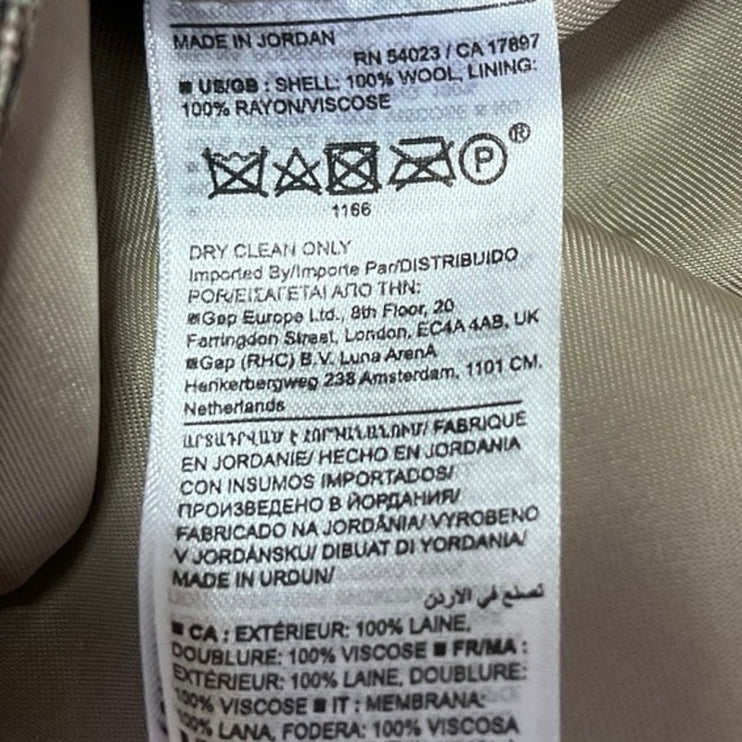 MADE IN JORDAN
RN 54023 / CA 17897
■ US/GB : SHELL: 100% WOOL, LINING:
100% RAYON/VISCOSE
P ®
1166
DRY CLEAN ONLY
Imported By/Importe Par/DISTRIBUIDO
POR/ΕΙΣΑΓΕΤΑΙ ΑΠΟ ΤΗΝ:
■Gap Europe Ltd., 8th Floor, 20
Farringdon Street, London, EC4A 4AB, UK
■Gap (RHC) B.V. Luna ArenA
Herikerbergweg 238 Amsterdam, 1101 CM,
Netherlands
ԱՐՏԱԴՐՎԱԾ Է ՀՈՐԴԱՆԱՆՈՒՄ/ FABRIQUÉ
EN JORDANIE/ HECHO EN JORDANIA
CON INSUMOS IMPORTADOS/
ПРОИЗВЕДЕНО В ЙОРДАНИЯ/
FABRICADO NA JORDÂNIA/ VYROBENO
V JORDÁNSKU/ DIBUAT DI YORDANIA/
MADE IN URDUN/
تصنع في الاردن
■ CA : EXTÉRIEUR: 100% LAINE,
DOUBLURE: 100% VISCOSE ■ FR/MA :
EXTÉRIEUR: 100% LAINE, DOUBLURE:
100% VISCOSE ■ IT : MEMBRANA:
100% LANA, FODERA: 100% VISCOSA